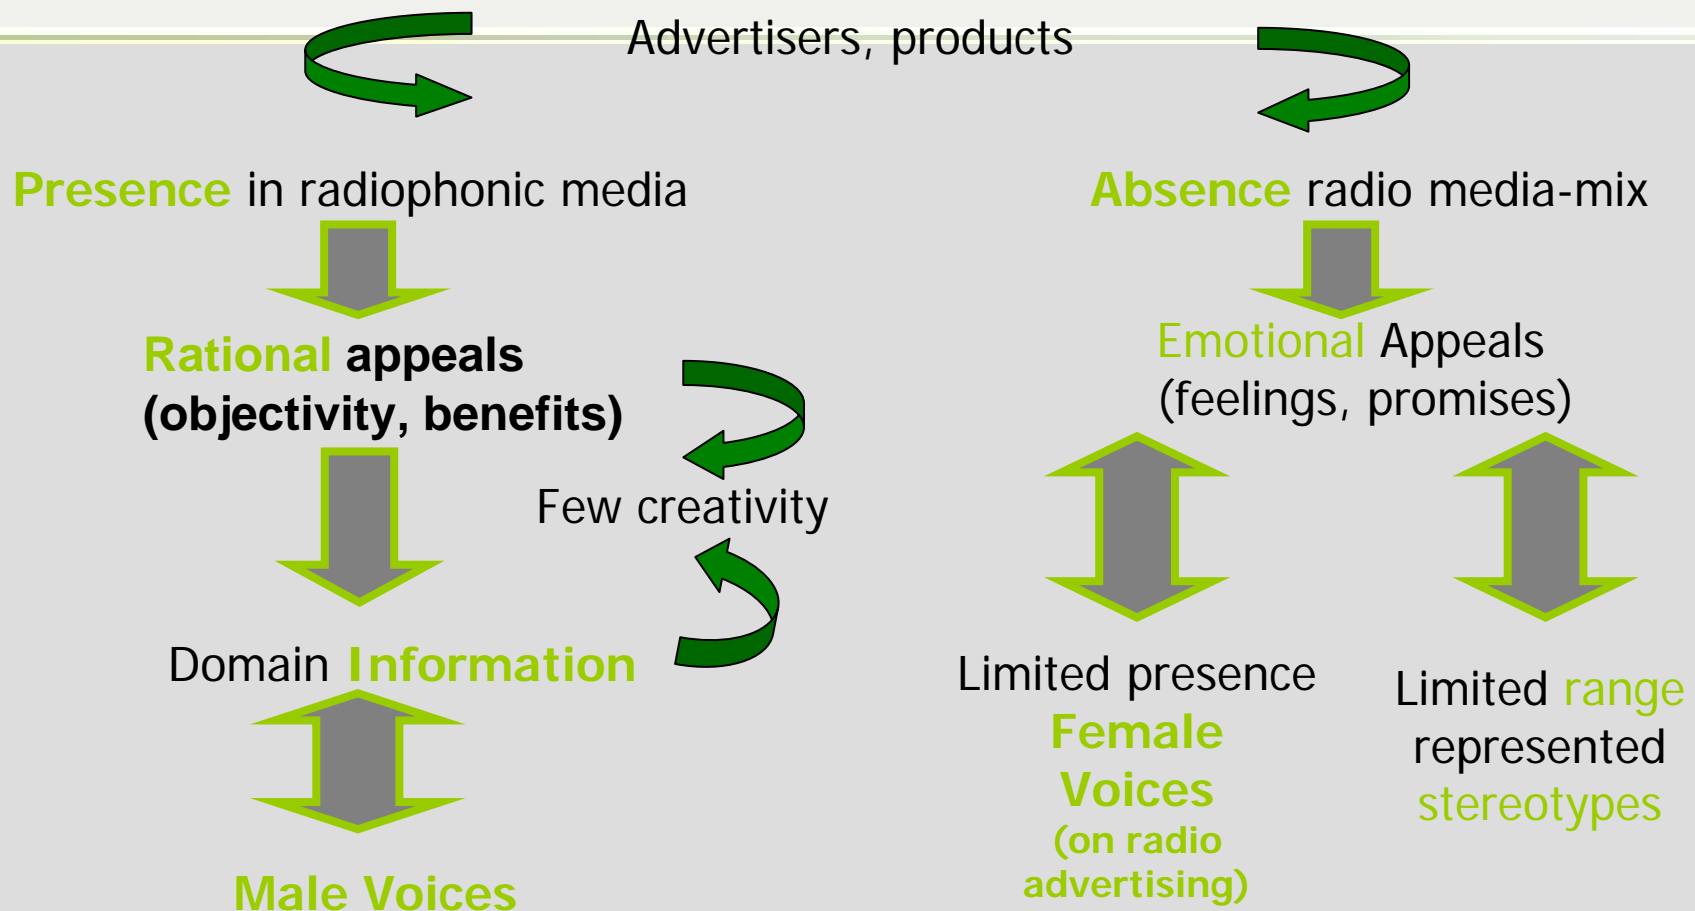 Advertisers, products
Presence in radiophonic media
Absence radio media-mix
Rational appeals
(objectivity, benefits)
Emotional Appeals
(feelings, promises)
Few creativity
Domain Information
Male Voices
Limited presence
Female
Voices
(on radio
advertising)
Limited range
represented
stereotypes